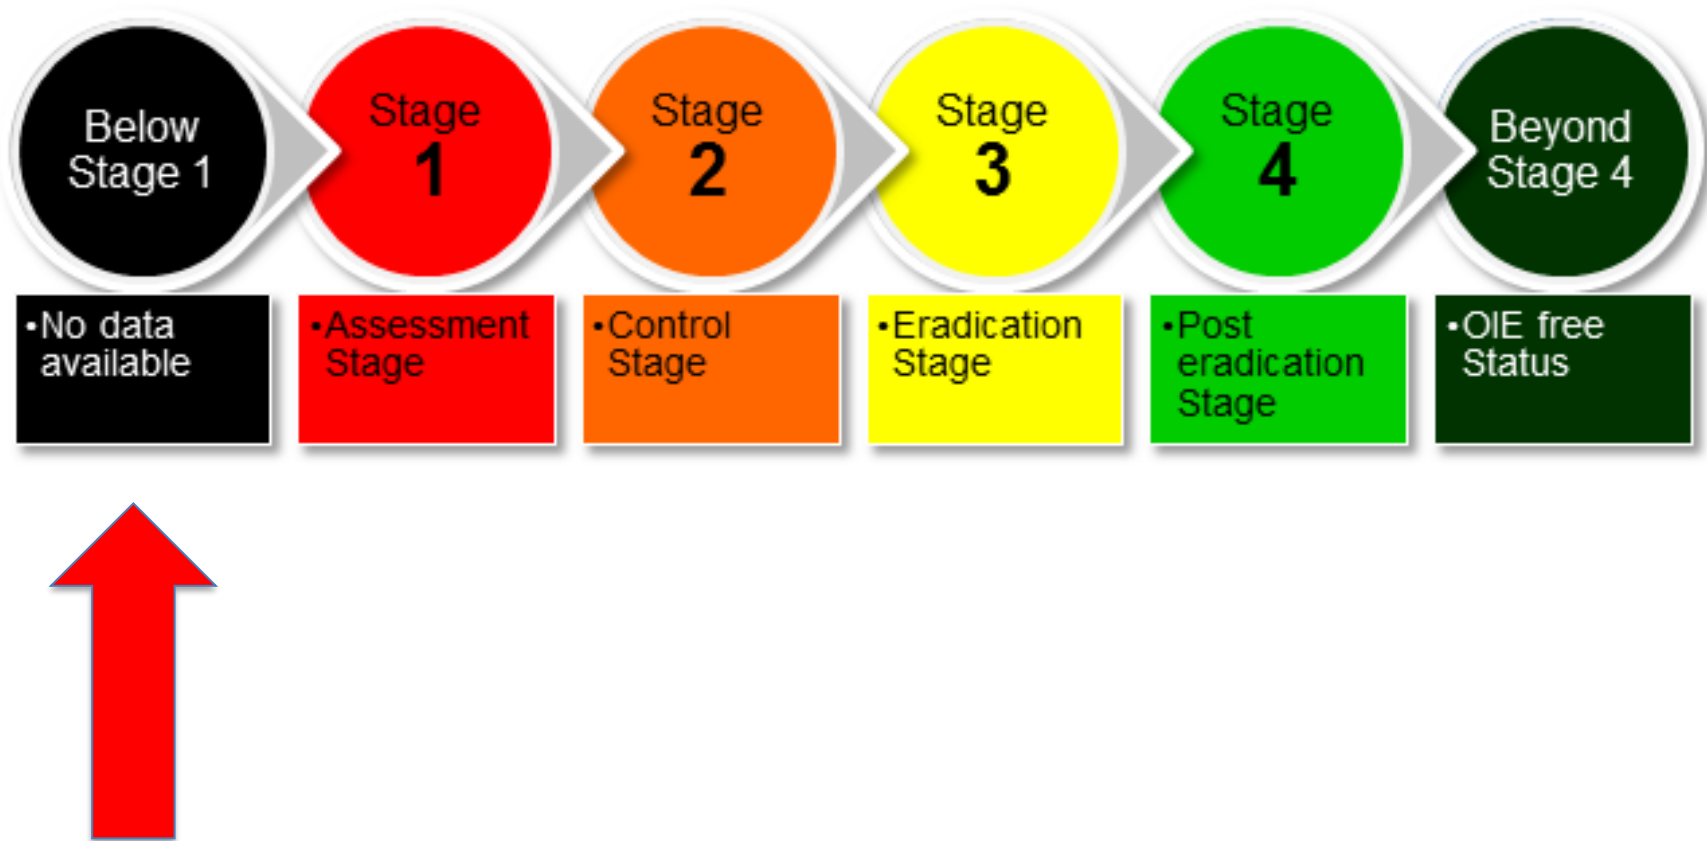 Below
Stage 1
Stage
1
Stage
2
Stage
3
Stage
4
Beyond
Stage 4
•No data
available
•Assessment
Stage
•Control
Stage
•Eradication
Stage
•Post
eradication
Stage
•OIE free
Status